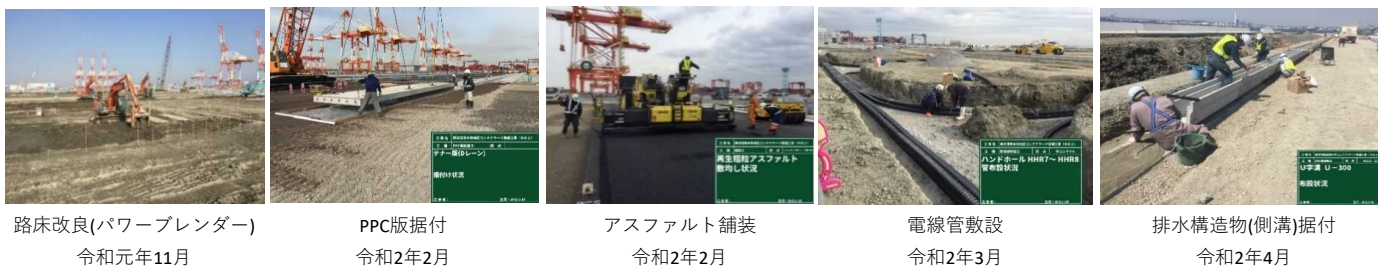 テナー版(Dレーン)
据付け状況
再生粗粒アスファルト
敷均し状況
ハンドホール HHR7～ HHR8
管布設状況
U字溝 U－300
布設状況
路床改良(パワーブレンダー)
令和元年11月
PPC版据付
令和2年2月
アスファルト舗装
令和2年2月
電線管敷設
令和2年3月
排水構造物(側溝)据付
令和2年4月